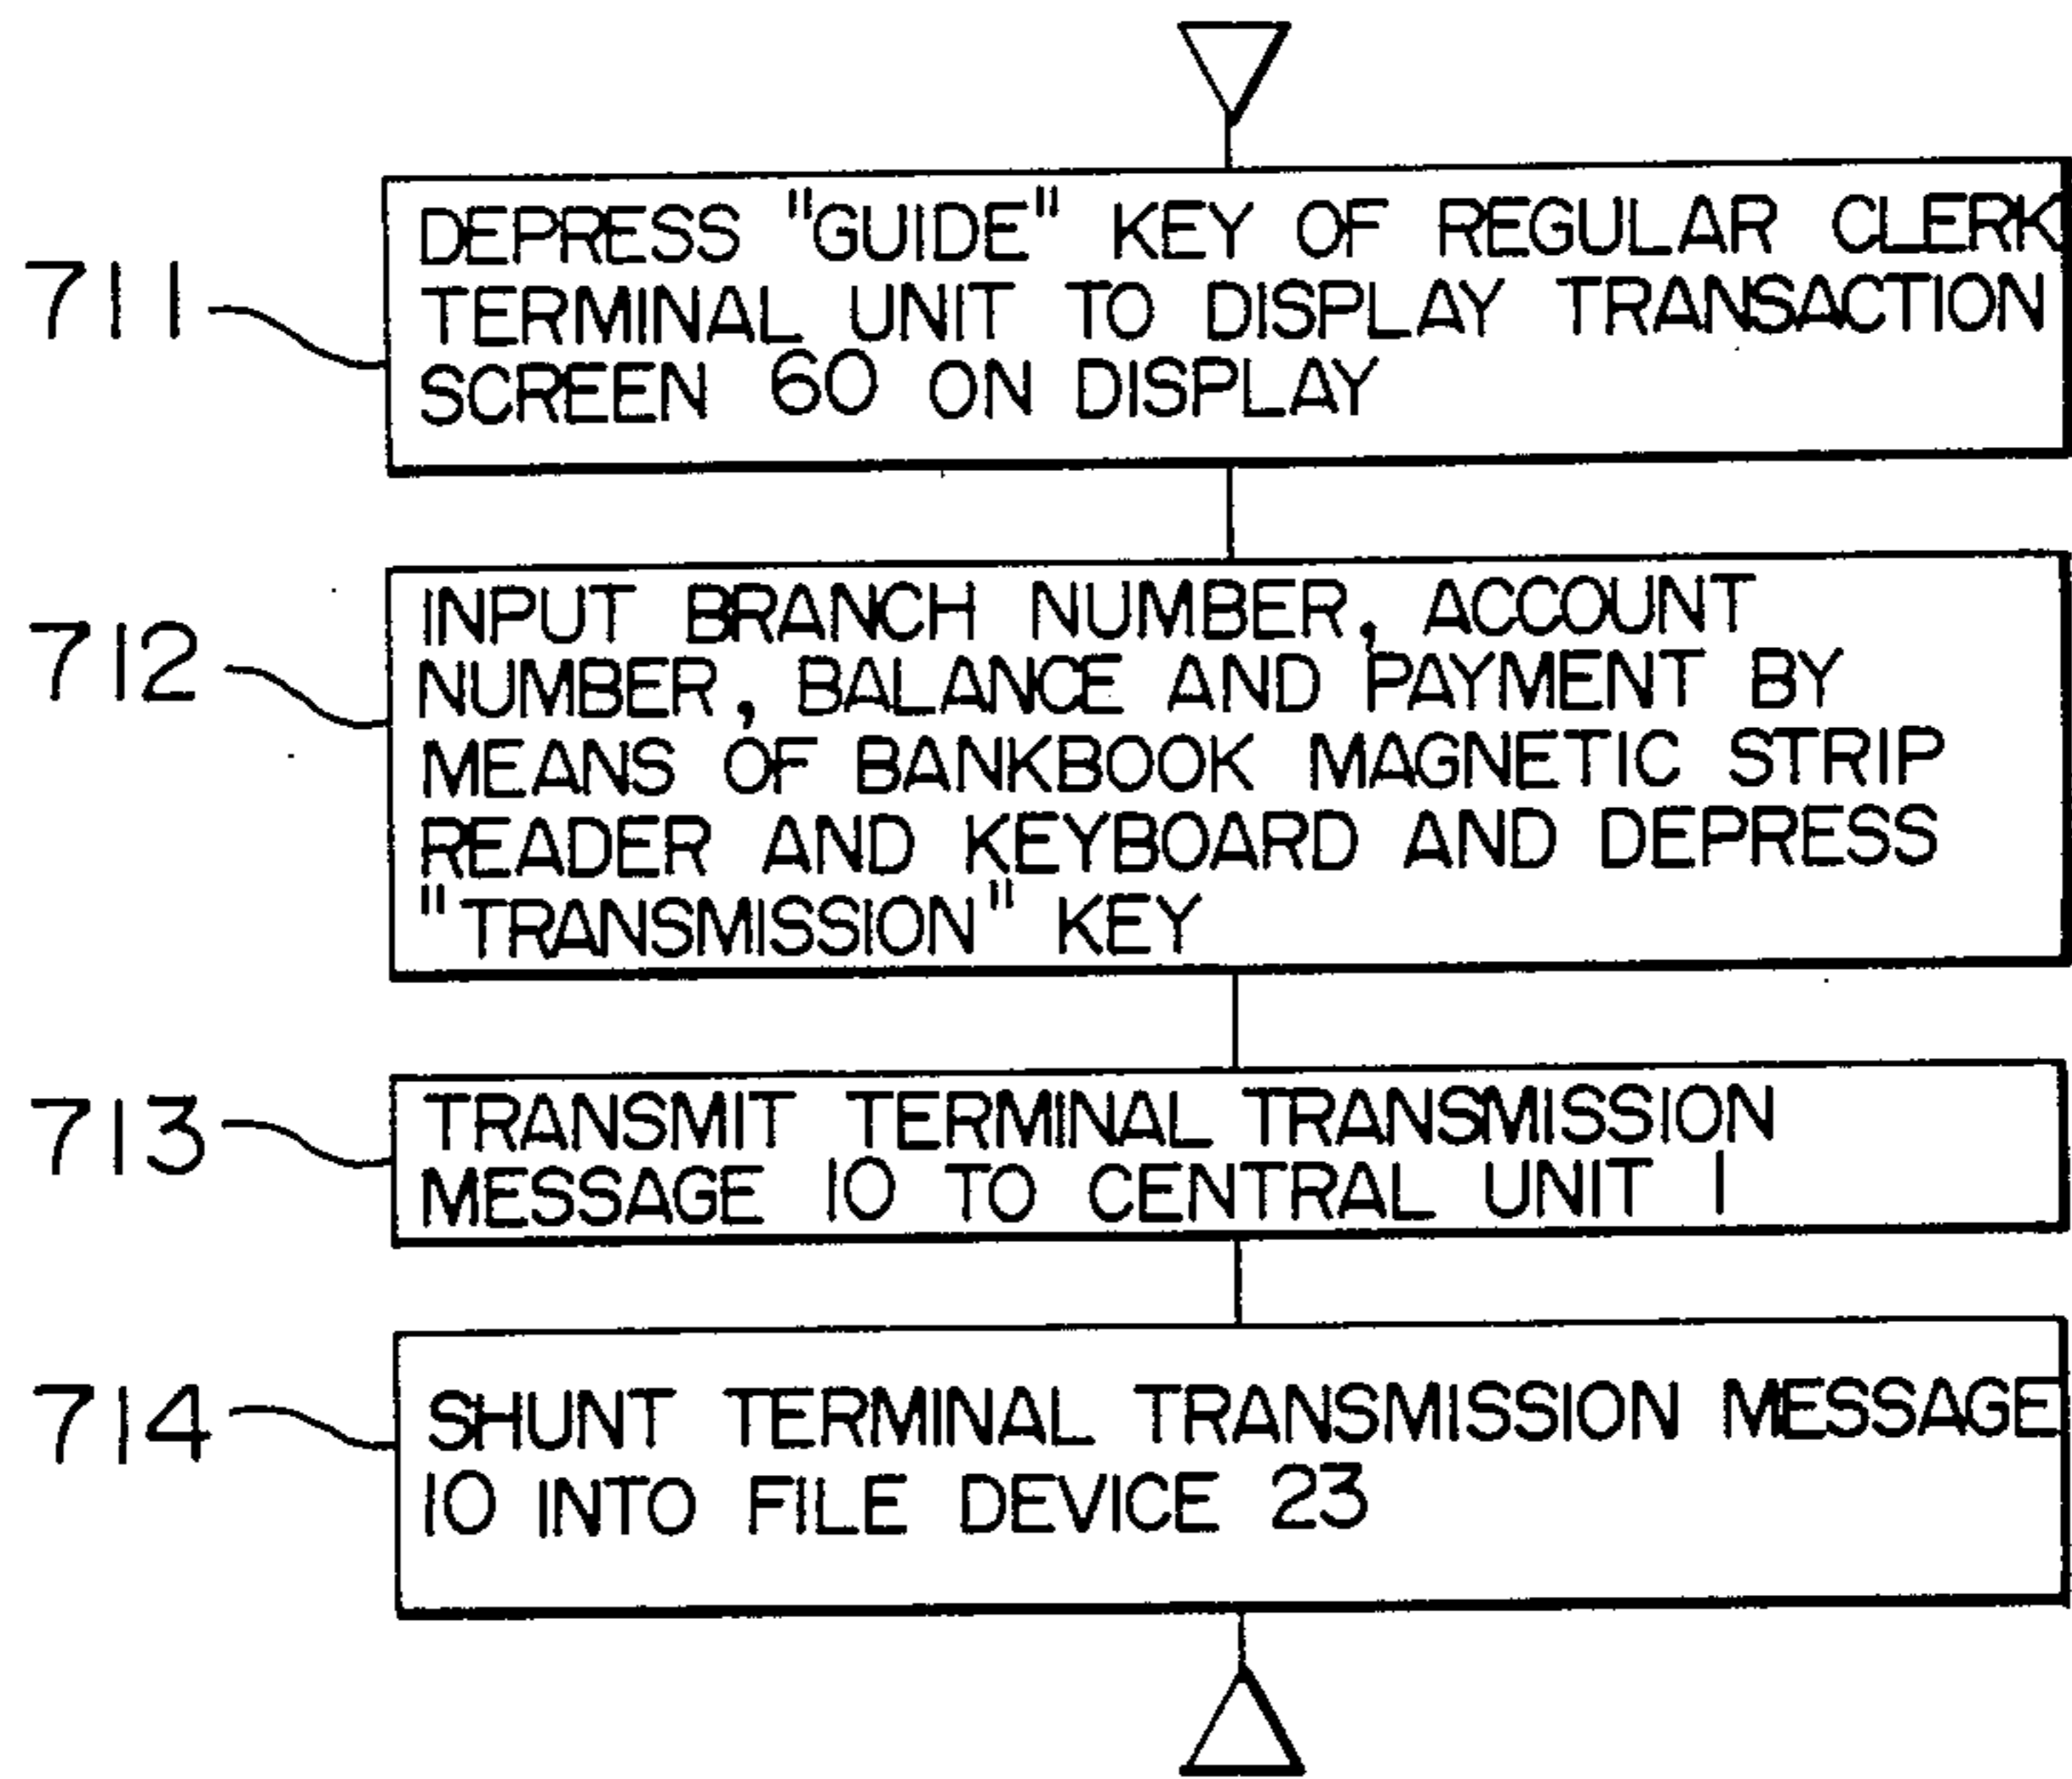 711
DEPRESS "GUIDE" KEY OF REGULAR CLERK
TERMINAL UNIT TO DISPLAY TRANSACTION
SCREEN 60 ON DISPLAY
712
INPUT BRANCH NUMBER, ACCOUNT
NUMBER, BALANCE AND PAYMENT BY
MEANS OF BANKBOOK MAGNETIC STRIP
READER AND KEYBOARD AND DEPRESS
"TRANSMISSION" KEY
713
TRANSMIT TERMINAL TRANSMISSION
MESSAGE 10 TO CENTRAL UNIT 1
714
SHUNT TERMINAL TRANSMISSION MESSAGE
10 INTO FILE DEVICE 23